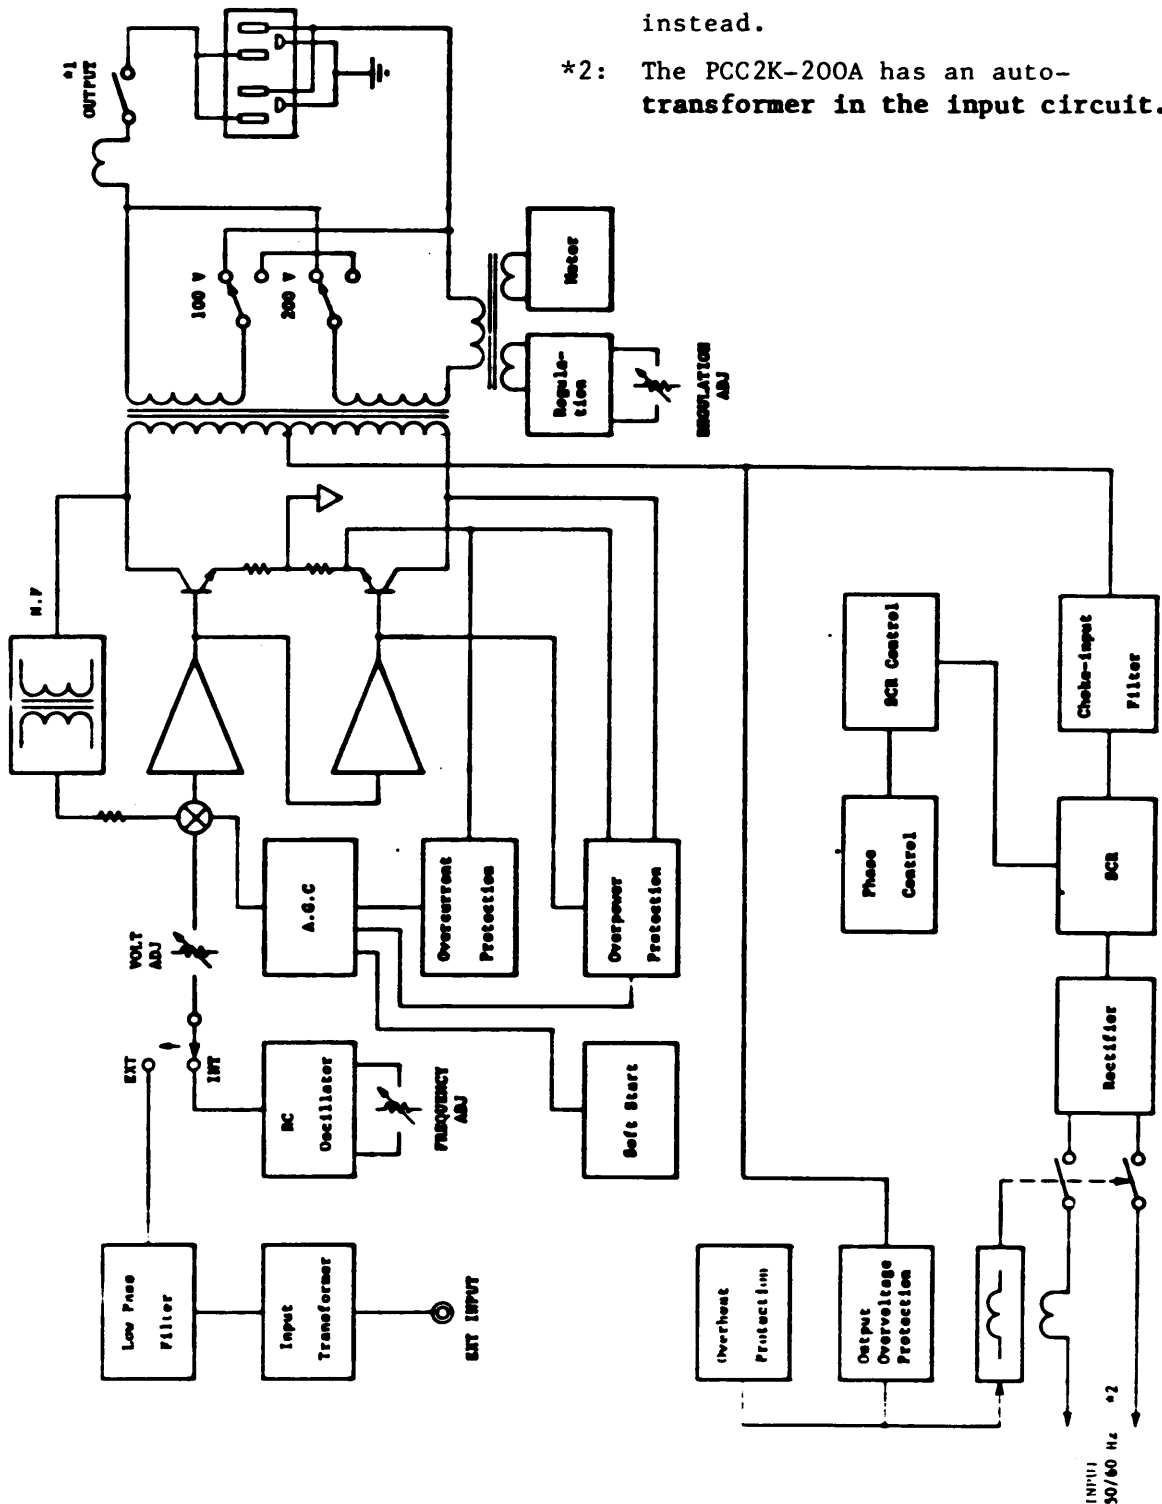 instead.
*2: The PCC2K-200A has an auto-
transformer in the input circuit.
*1
OUTPUT
100 V
200 V
Meter
Regula-
tion
REGULATION
ADJ
N.F
VOLT
ADJ
EXT
INT
A.G.C
Overcurrent
Protection
Overpower
Protection
RC
Oscillator
FREQUENCY
ADJ
Soft Start
Low Pass
Filter
Input
Transformer
EXT INPUT
SCR Control
Phase
Control
Choke-input
Filter
SCR
Rectifier
Overheat
Protection
Output
Overvoltage
Protection
INPUT
50/60 Hz *2